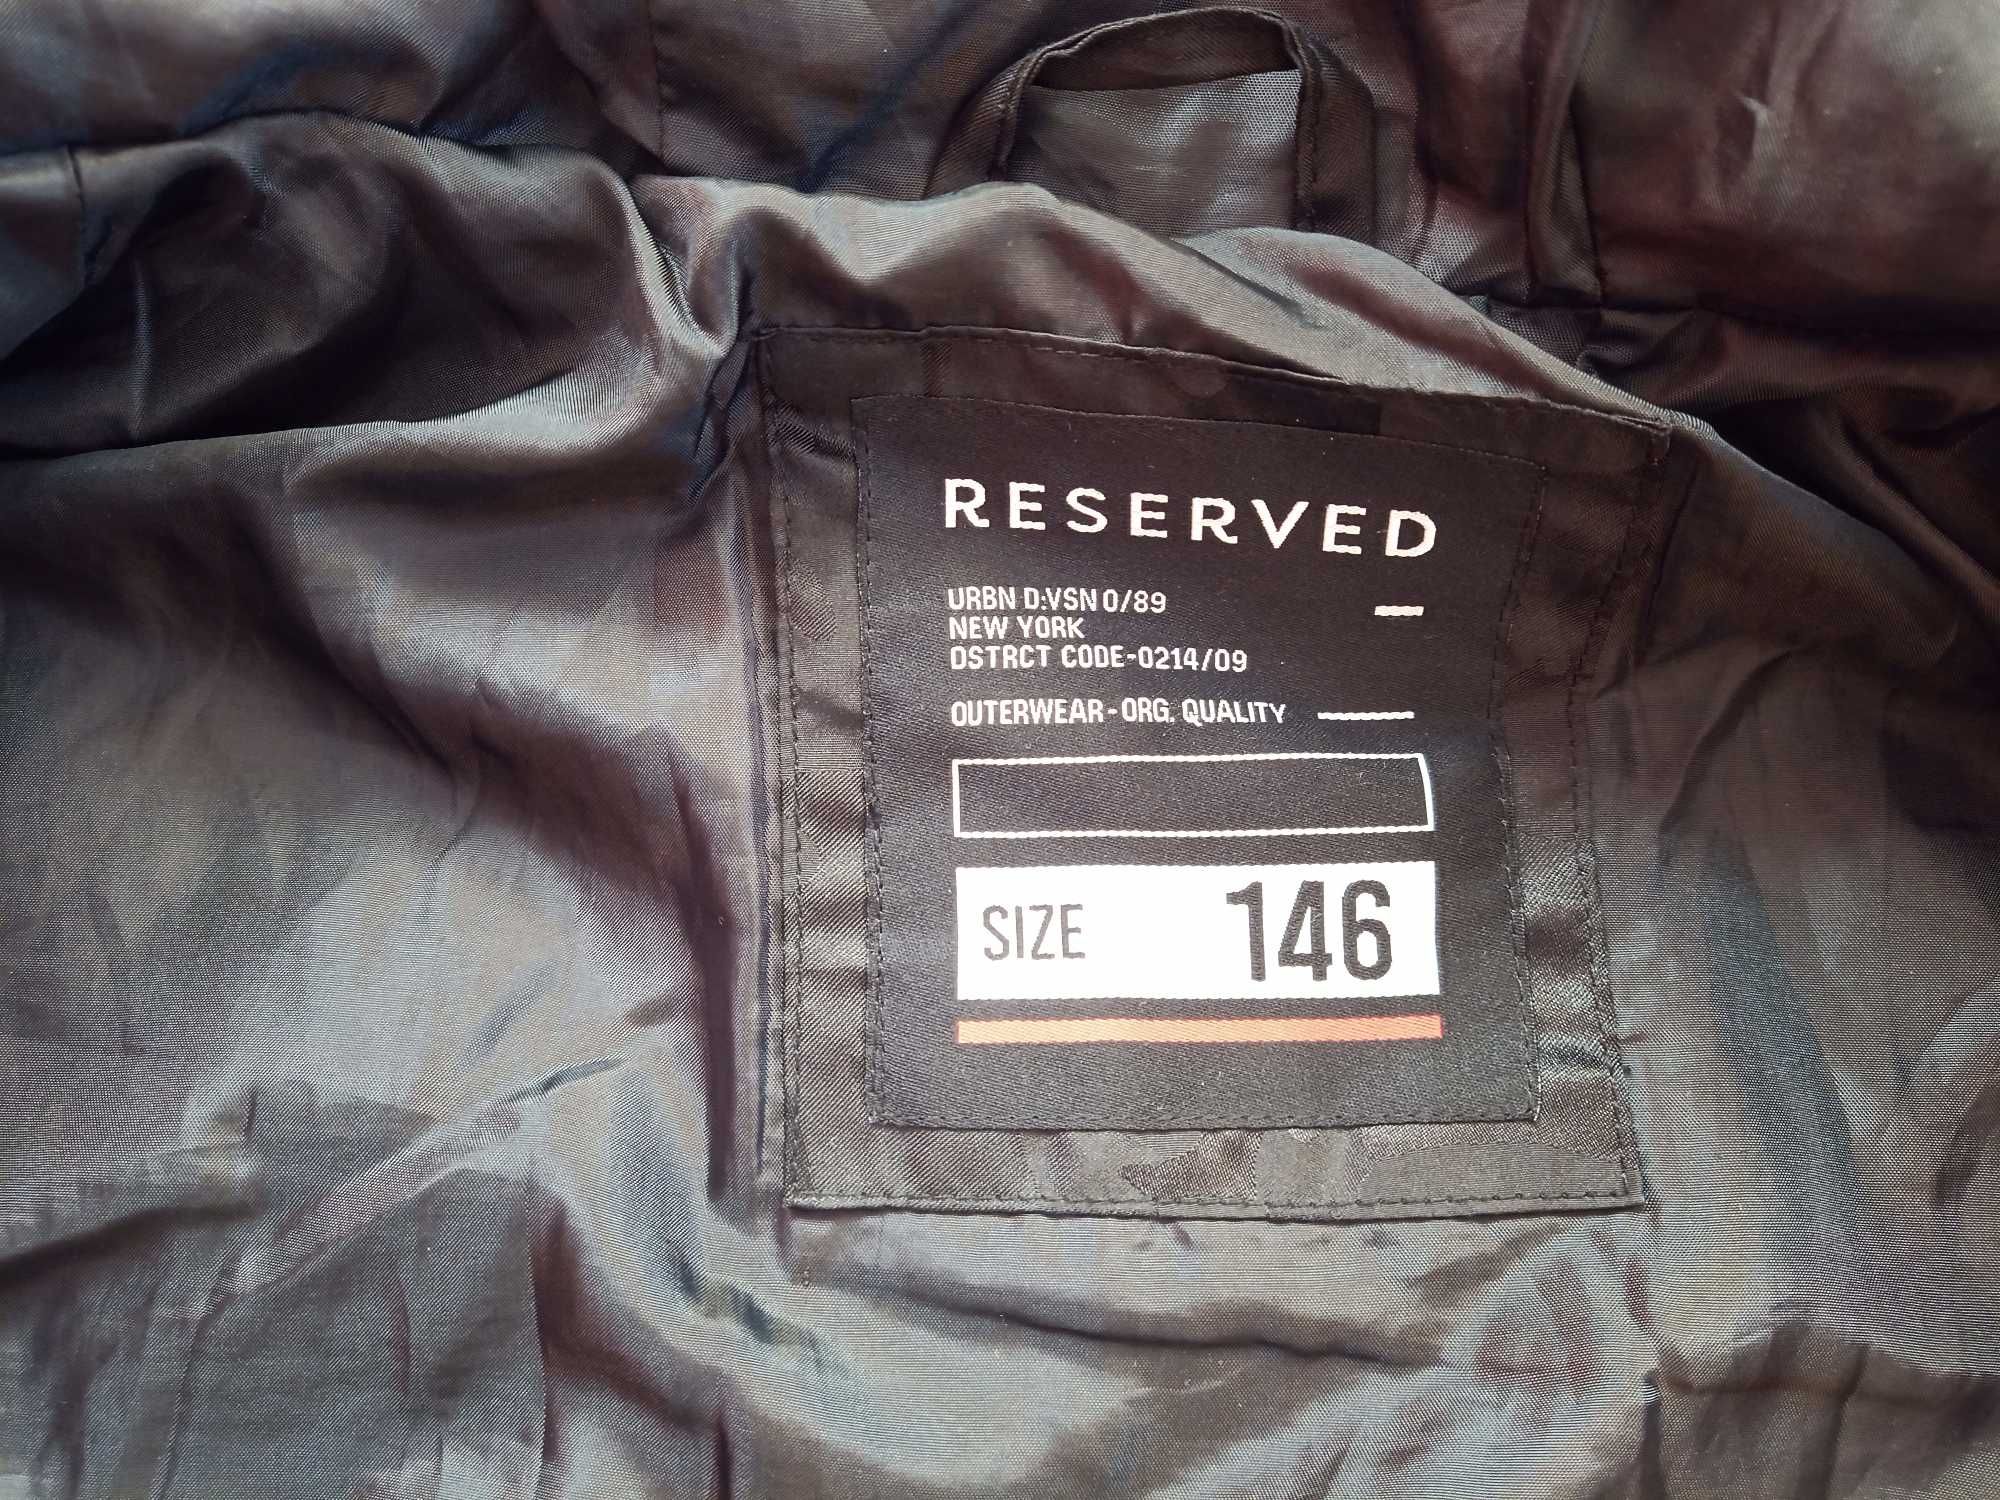 RESERVED
URBN D:VSN 0/89
NEW YORK
DSTRCT CODE-0214/09
OUTERWEAR-ORG. QUALITY
SIZE 146